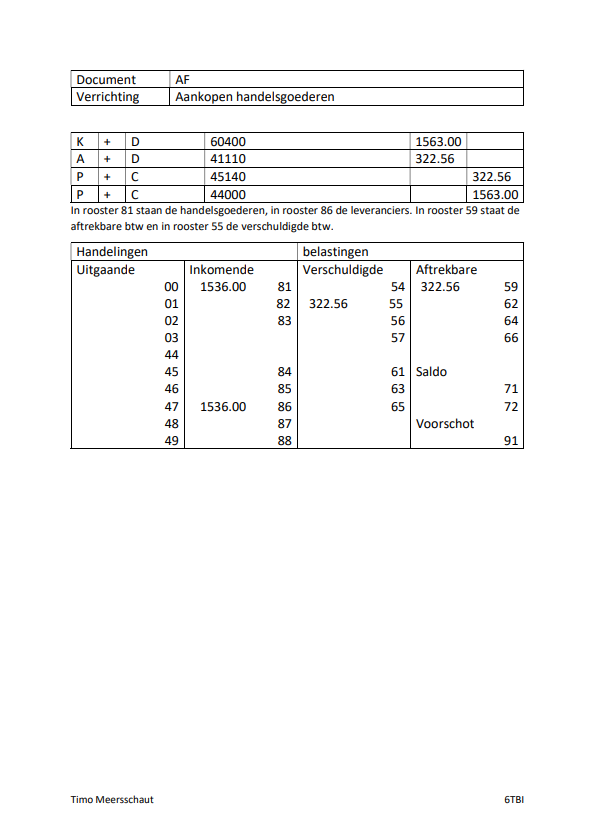 Document AF
Verrichting Aankopen handelsgoederen
K + D 60400 1563.00
A + D 41110 322.56
P + C 45140 322.56
P + C 44000 1563.00
In rooster 81 staan de handelsgoederen, in rooster 86 de leveranciers. In rooster 59 staat de
aftrekbare btw en in rooster 55 de verschuldigde btw.
Handelingen belastingen
Uitgaande Inkomende Verschuldigde Aftrekbare
00 1536.00 81 54 322.56 59
01 82 322.56 55 62
02 83 56 64
03 57 66
44
45 84 61 Saldo
46 85 63 71
47 1536.00 86 65 72
48 87 Voorschot
49 88 91
Timo Meersschaut 6TBI